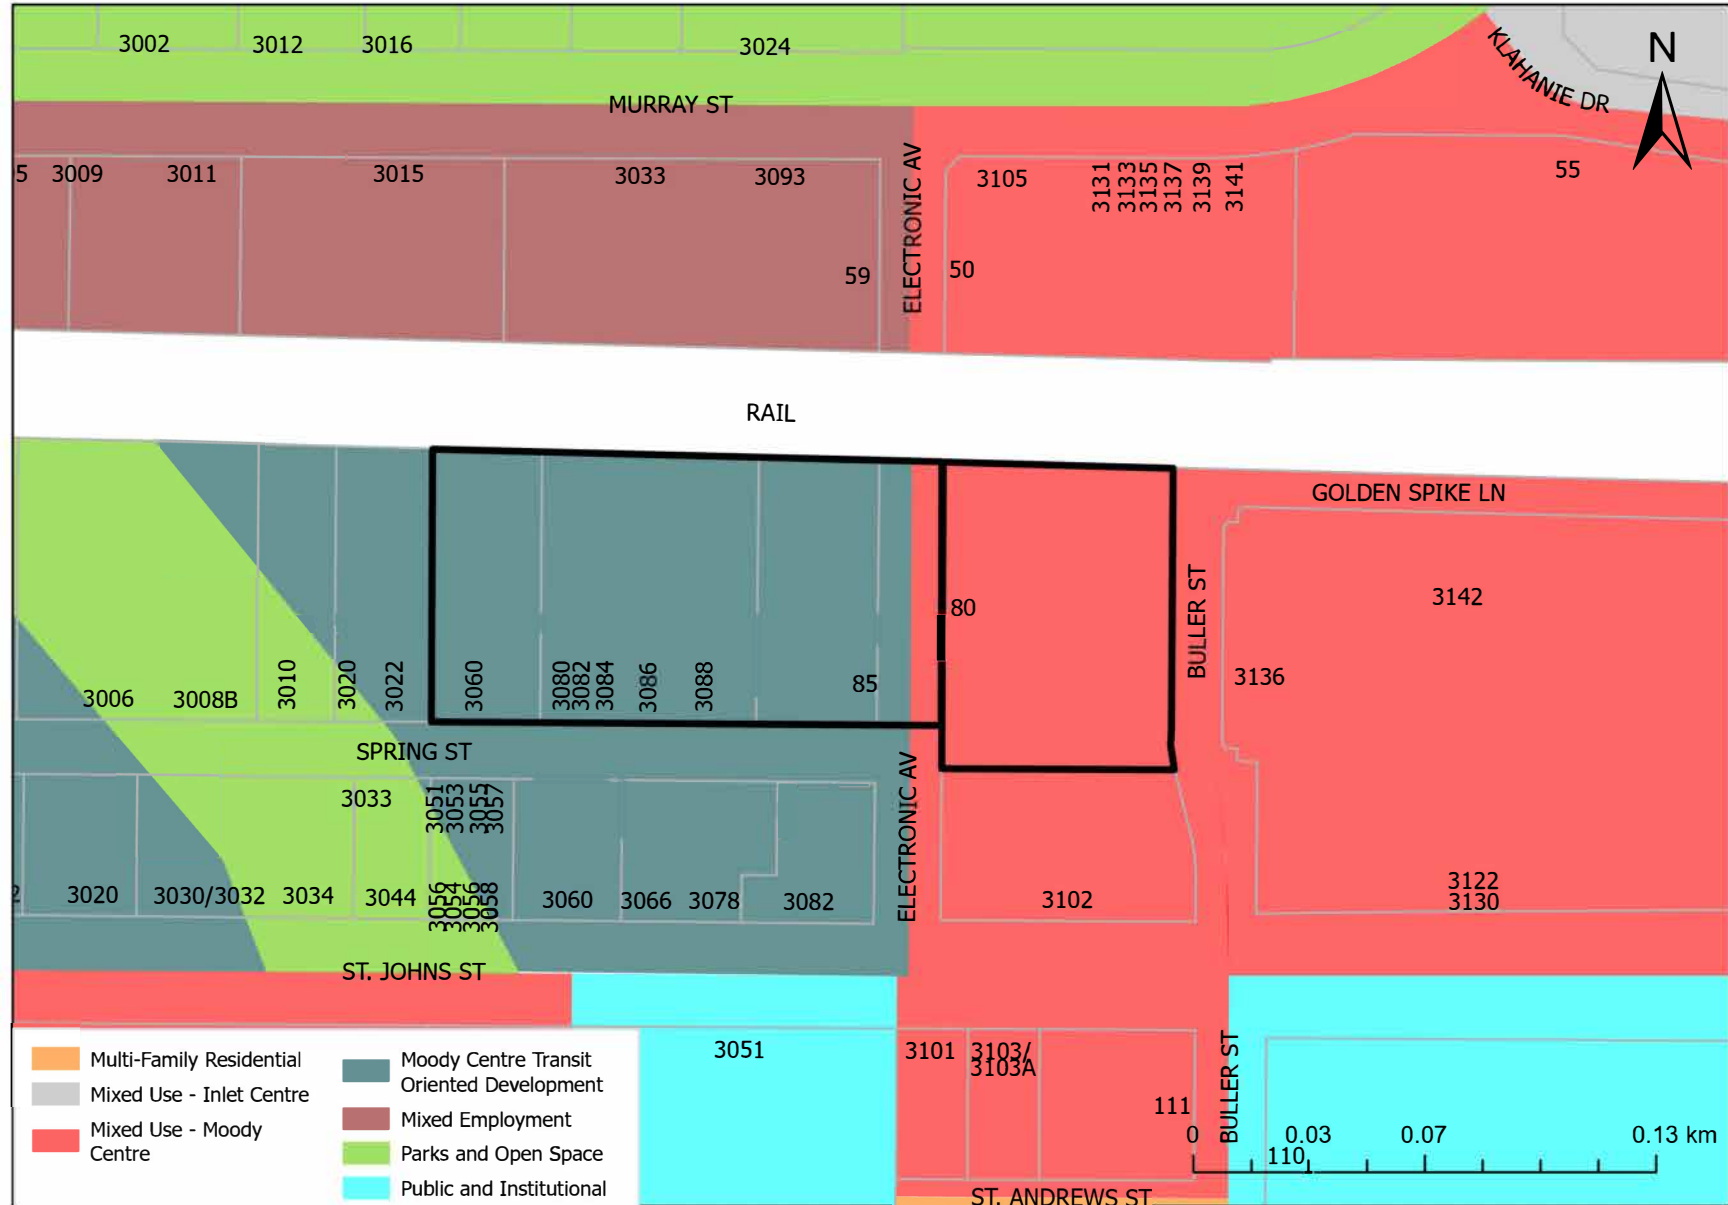 3002 3012 3016 3024
KLAHANIE DR
N
MURRAY ST
5 3009 3011 3015 3033 3093
ELECTRONIC AV
3105 3131 3133 3135 3137 3139 3141 55
59 50
RAIL
GOLDEN SPIKE LN
80
BULLER ST
3142
3136
3006 3008B 3010 3020 3022 3060 3080 3082 3084 3086 3088 85
SPRING ST
ELECTRONIC AV
3033 3051 3053 3055 3057
2 3020 3030/3032 3034 3044 3056 3054 3056 3058 3060 3066 3078 3082 3102
3122
3130
ST. JOHNS ST
3051 3101 3103/
3103A
111
BULLER ST
110
ST. ANDREWS ST
0 0.03 0.07 0.13 km
Multi-Family Residential
Mixed Use - Inlet Centre
Mixed Use - Moody
Centre
Moody Centre Transit
Oriented Development
Mixed Employment
Parks and Open Space
Public and Institutional